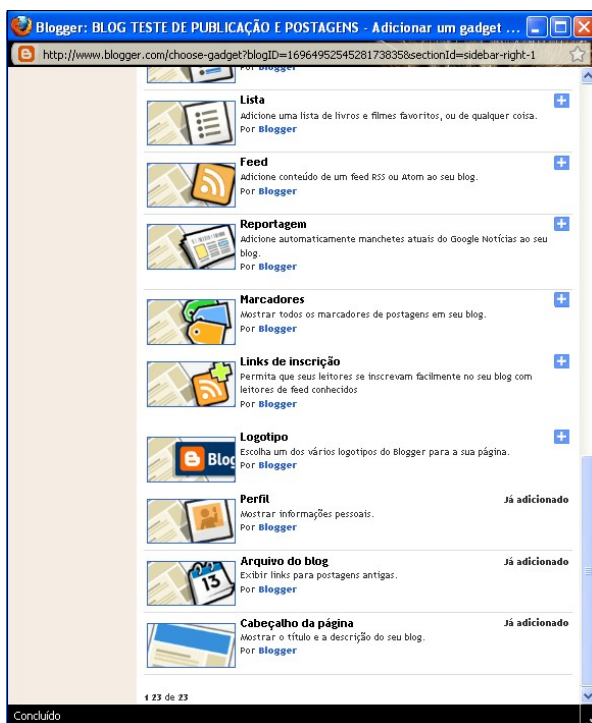 Blogger: BLOG TESTE DE PUBLICAÇÃO E POSTAGENS - Adicionar um gadget ...
http://www.blogger.com/choose-gadget?blogID=1696495254528173835&sectionId=sidebar-right-1
Lista
Adicione uma lista de livros e filmes favoritos, ou de qualquer coisa.
Por Blogger
Feed
Adicione conteúdo de um feed RSS ou Atom ao seu blog.
Por Blogger
Reportagem
Adicione automaticamente manchetes atuais do Google Notícias ao seu
blog.
Por Blogger
Marcadores
Mostrar todos os marcadores de postagens em seu blog.
Por Blogger
Links de inscrição
Permita que seus leitores se inscrevam facilmente no seu blog com
leitores de feed conhecidos
Por Blogger
Logotipo
Blog
Escolha um dos vários logotipos do Blogger para a sua página.
Por Blogger
Perfil Já adicionado
Mostrar informações pessoais.
Por Blogger
Arquivo do blog Já adicionado
13
Exibir links para postagens antigas.
Por Blogger
Cabeçalho da página Já adicionado
Mostrar o título e a descrição do seu blog.
Por Blogger
1 23 de 23
Concluído